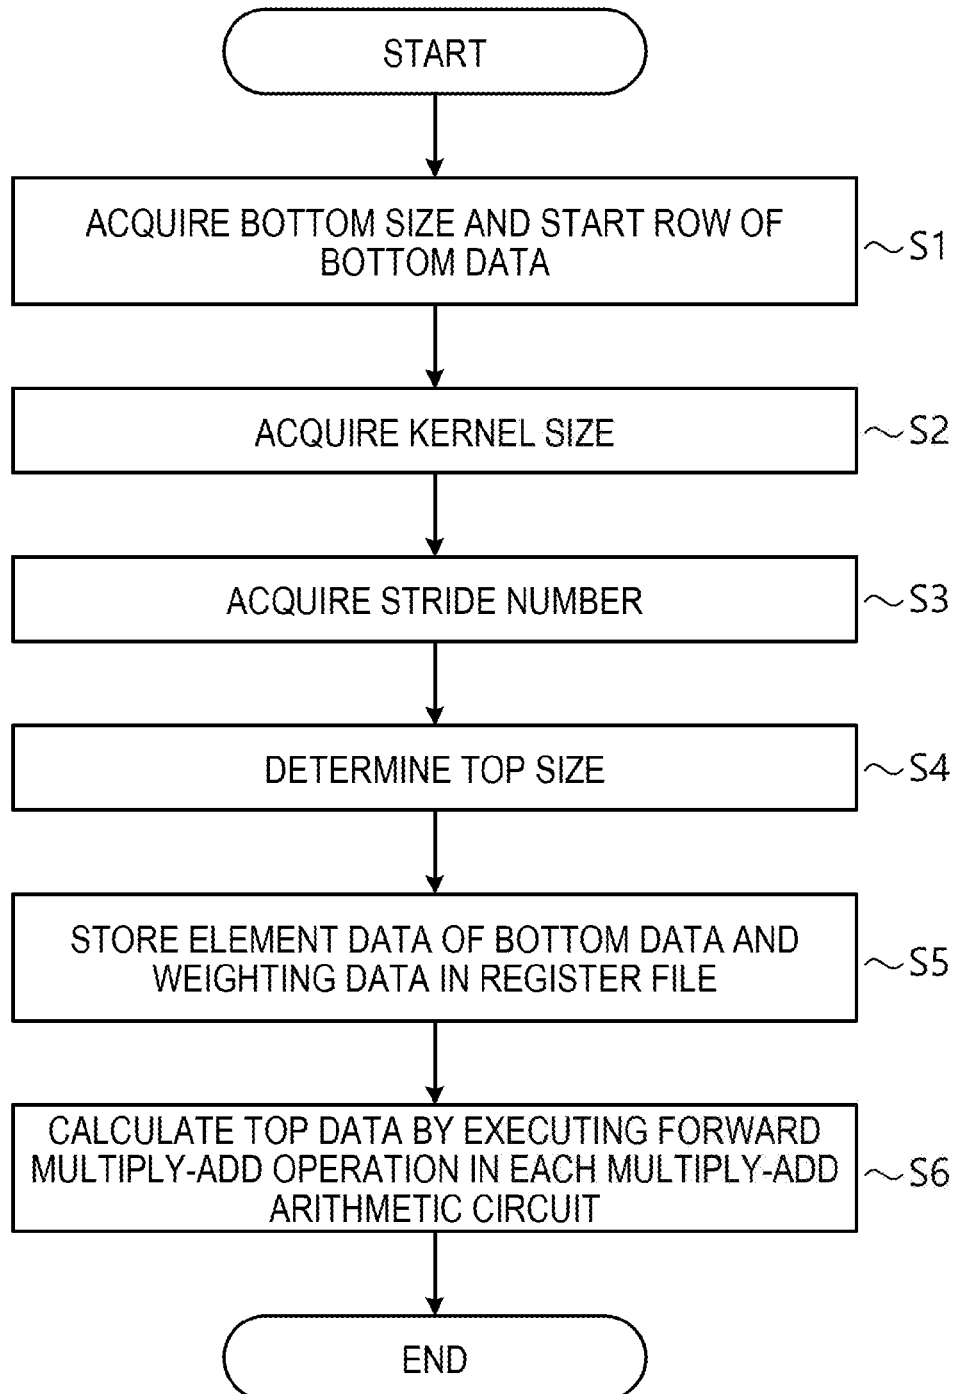 START
ACQUIRE BOTTOM SIZE AND START ROW OF
BOTTOM DATA
S1
ACQUIRE KERNEL SIZE
S2
ACQUIRE STRIDE NUMBER
S3
DETERMINE TOP SIZE
S4
STORE ELEMENT DATA OF BOTTOM DATA AND
WEIGHTING DATA IN REGISTER FILE
S5
CALCULATE TOP DATA BY EXECUTING FORWARD
MULTIPLY-ADD OPERATION IN EACH MULTIPLY-ADD
ARITHMETIC CIRCUIT
S6
END